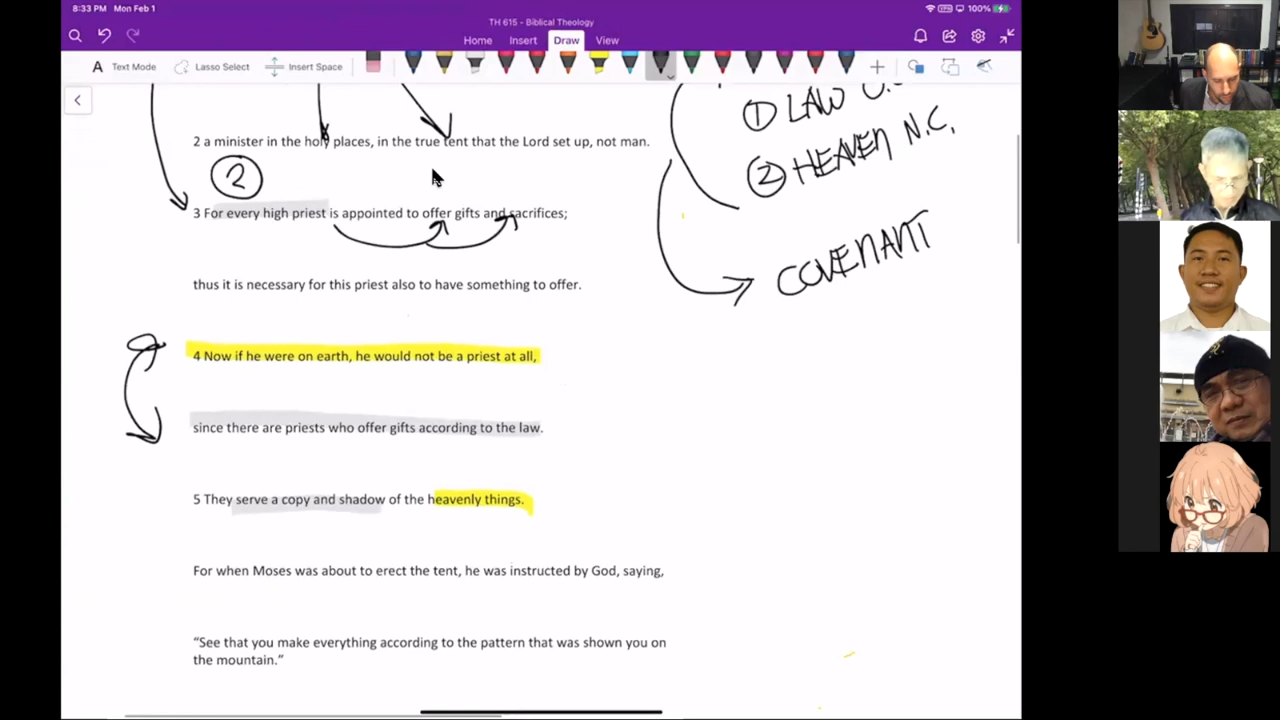 8:33 PM Mon Feb 1
100%
TH 615 - Biblical Theology
Home Insert Draw View
Text Mode Lasso Select Insert Space
① LAW O.
② HEAVEN N.C.
2 a minister in the holy places, in the true tent that the Lord set up, not man.
②
3 For every high priest is appointed to offer gifts and sacrifices;
COVENANT
thus it is necessary for this priest also to have something to offer.
4 Now if he were on earth, he would not be a priest at all,
since there are priests who offer gifts according to the law.
5 They serve a copy and shadow of the heavenly things.
For when Moses was about to erect the tent, he was instructed by God, saying,
“See that you make everything according to the pattern that was shown you on
the mountain.”